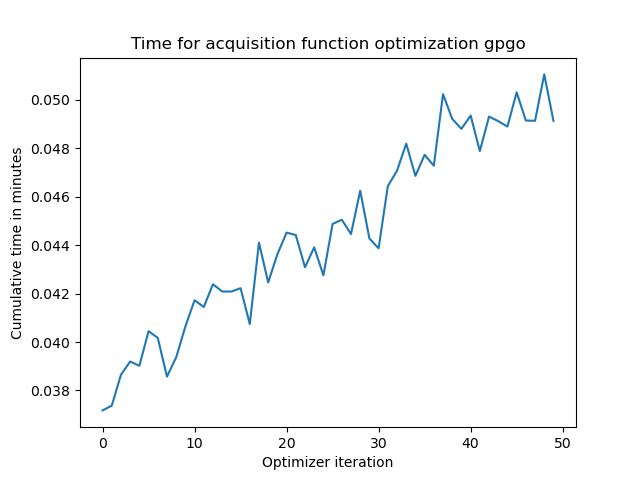 Time for acquisition function optimization gpgo
Cumulative time in minutes
0.050
0.048
0.046
0.044
0.042
0.040
0.038
0 10 20 30 40 50
Optimizer iteration